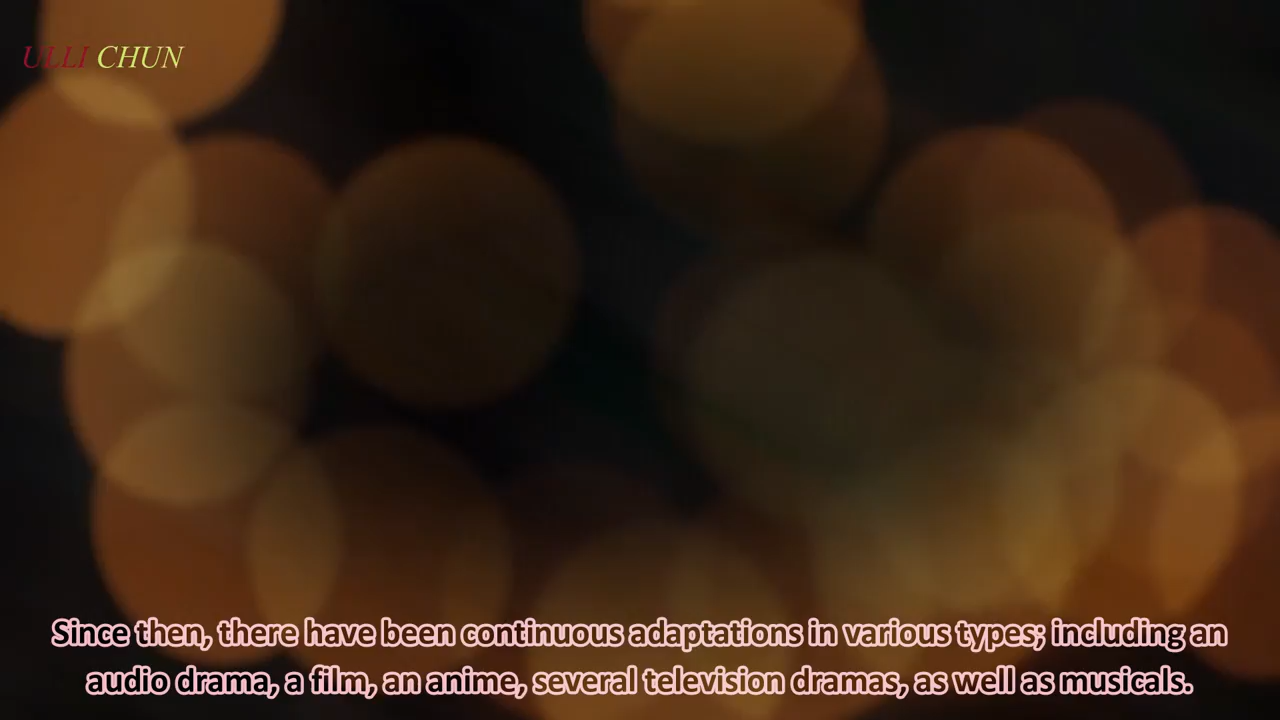 ULLI CHUN
Since then, there have been continuous adaptations in various types; including an
audio drama, a film, an anime, several television dramas, as well as musicals.